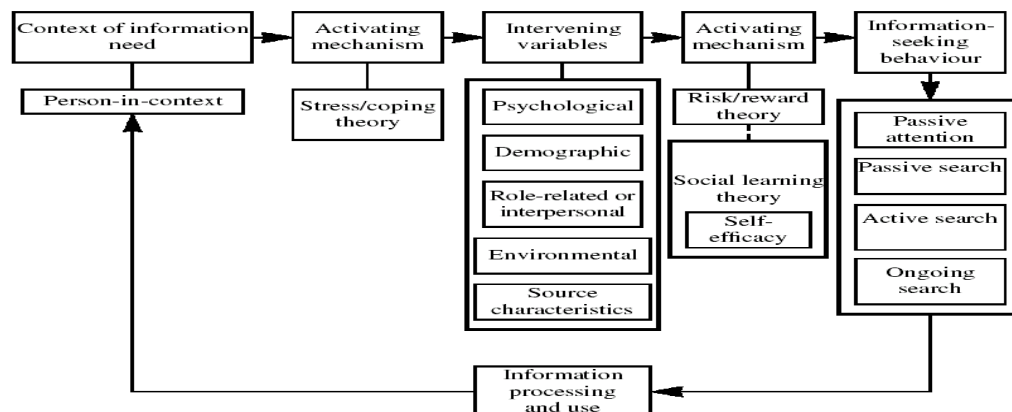 Context of information
need
Activating
mechanism
Intervening
variables
Activating
mechanism
Information-
seeking
behaviour
Person-in-context
Stress/coping
theory
Psychological
Demographic
Role-related or
interpersonal
Environmental
Source
characteristics
Risk/reward
theory
Social learning
theory
Self-
efficacy
Passive
attention
Passive search
Active search
Ongoing
search
Information
processing
and use